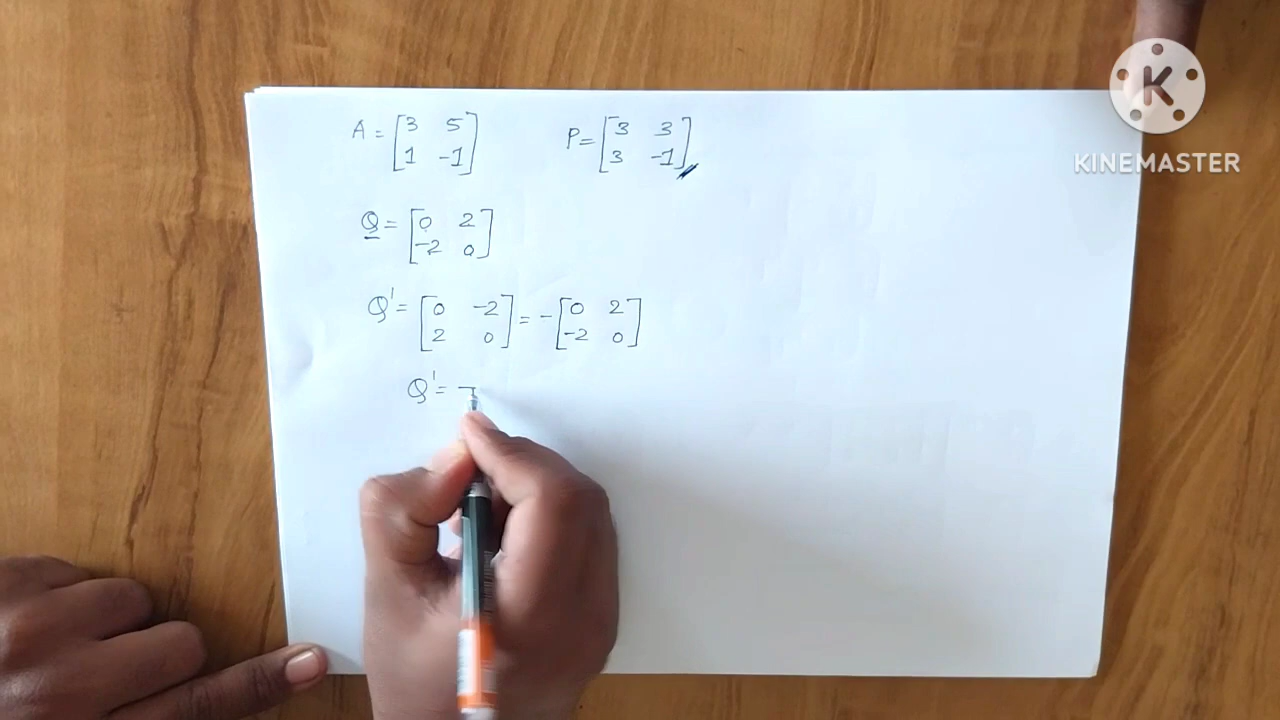 A = [3 5; 1 -1] P = [3 3; 3 -1]
Q = [0 2; -2 0]
Q' = [0 -2; 2 0] = -[0 2; -2 0]
Q' = -
K
KINEMASTER